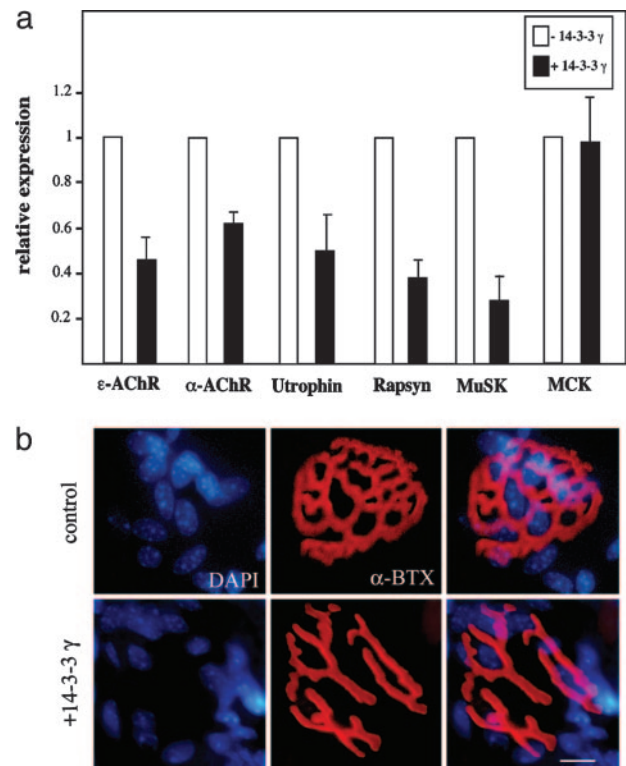 a
- 14-3-3 γ
+ 14-3-3 γ
relative expression
1.2
1
0.8
0.6
0.4
0.2
ε-AChR α-AChR Utrophin Rapsyn MuSK MCK
b
control
DAPI
α-BTX
+14-3-3 γ